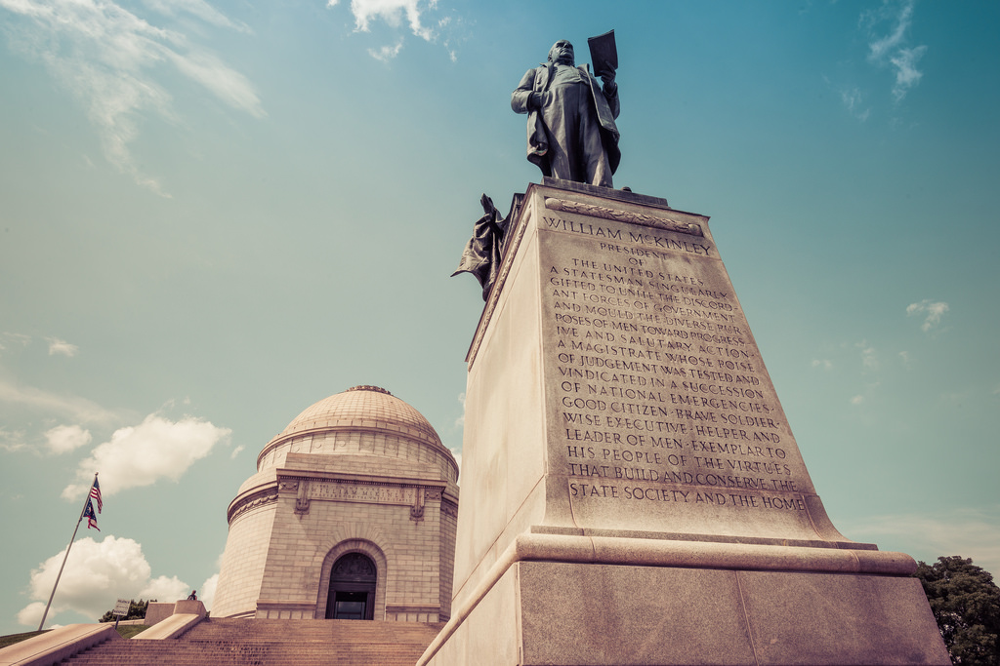 WILLIAM McKINLEY
PRESIDENT
OF
THE UNITED STATES
A STATESMAN SINGULARLY
GIFTED TO UNITE THE DISCORD
ANT FORCES OF GOVERNMENT
AND MOULD THE DIVERSE PUR
POSES OF MEN TOWARD PROGRESS
IVE AND SALUTARY ACTION
A MAGISTRATE WHOSE POISE
OF JUDGEMENT WAS TESTED AND
VINDICATED IN A SUCCESSION
OF NATIONAL EMERGENCIES
GOOD CITIZEN·BRAVE SOLDIER·
WISE EXECUTIVE·HELPER AND
LEADER OF MEN·EXEMPLAR TO
HIS PEOPLE OF THE VIRTUES
THAT BUILD AND CONSERVE THE
STATE SOCIETY AND THE HOME
WILLIAM McKINLEY